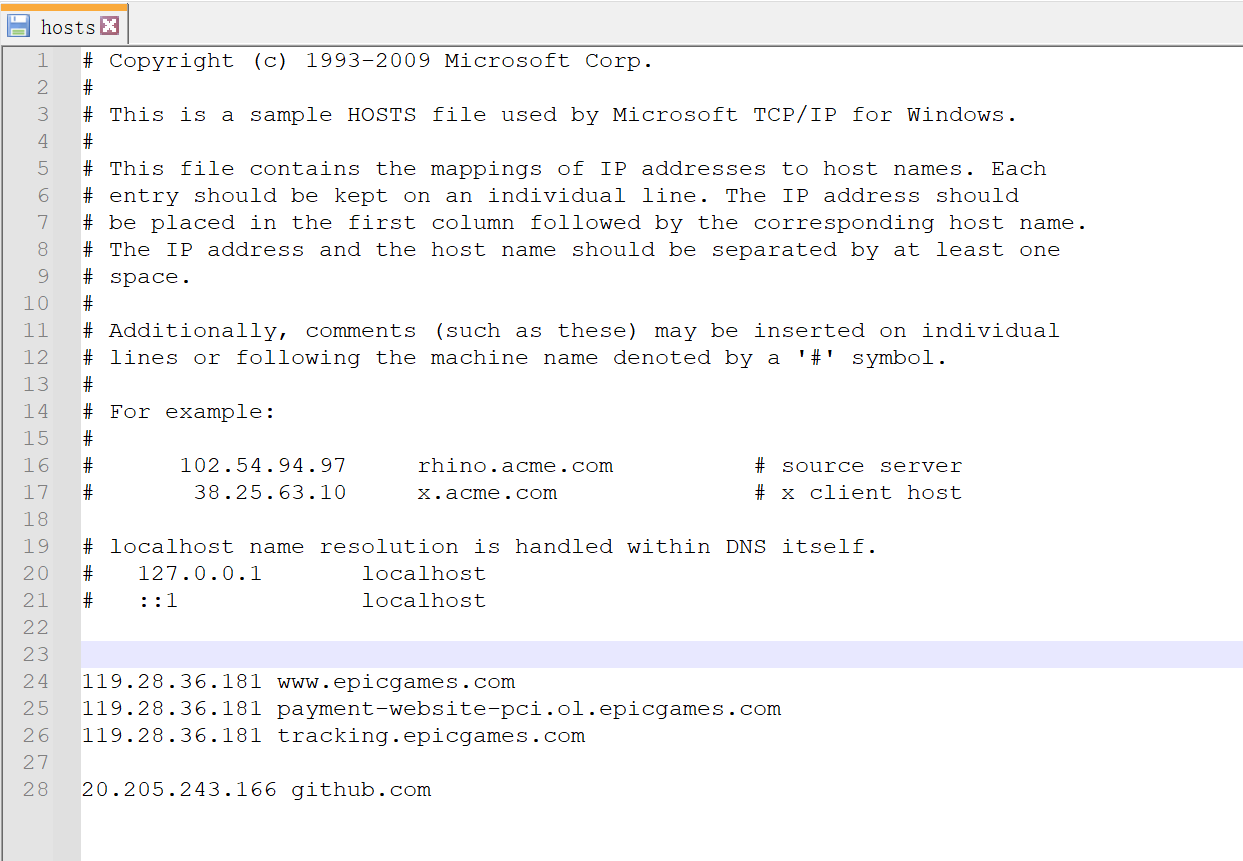 hosts
1 # Copyright (c) 1993-2009 Microsoft Corp.
2 #
3 # This is a sample HOSTS file used by Microsoft TCP/IP for Windows.
4 #
5 # This file contains the mappings of IP addresses to host names. Each
6 # entry should be kept on an individual line. The IP address should
7 # be placed in the first column followed by the corresponding host name.
8 # The IP address and the host name should be separated by at least one
9 # space.
10 #
11 # Additionally, comments (such as these) may be inserted on individual
12 # lines or following the machine name denoted by a '#' symbol.
13 #
14 # For example:
15 #
16 #      102.54.94.97     rhino.acme.com          # source server
17 #       38.25.63.10     x.acme.com              # x client host
18
19 # localhost name resolution is handled within DNS itself.
20 #   127.0.0.1       localhost
21 #   ::1             localhost
22
23
24 119.28.36.181 www.epicgames.com
25 119.28.36.181 payment-website-pci.ol.epicgames.com
26 119.28.36.181 tracking.epicgames.com
27
28 20.205.243.166 github.com